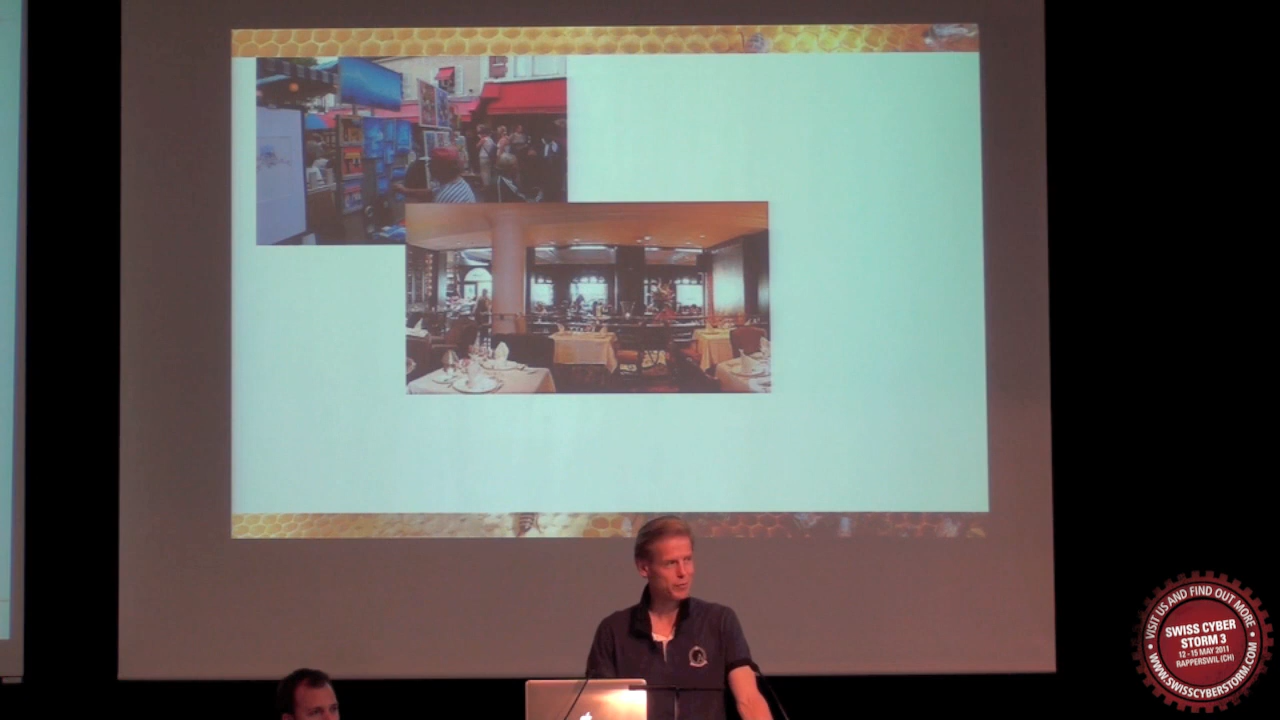 VISIT US AND FIND OUT MORE
SWISS CYBER
STORM 3
12 - 15 MAY 2011
RAPPERSWIL (CH)
WWW.SWISSCYBERSTORM.COM